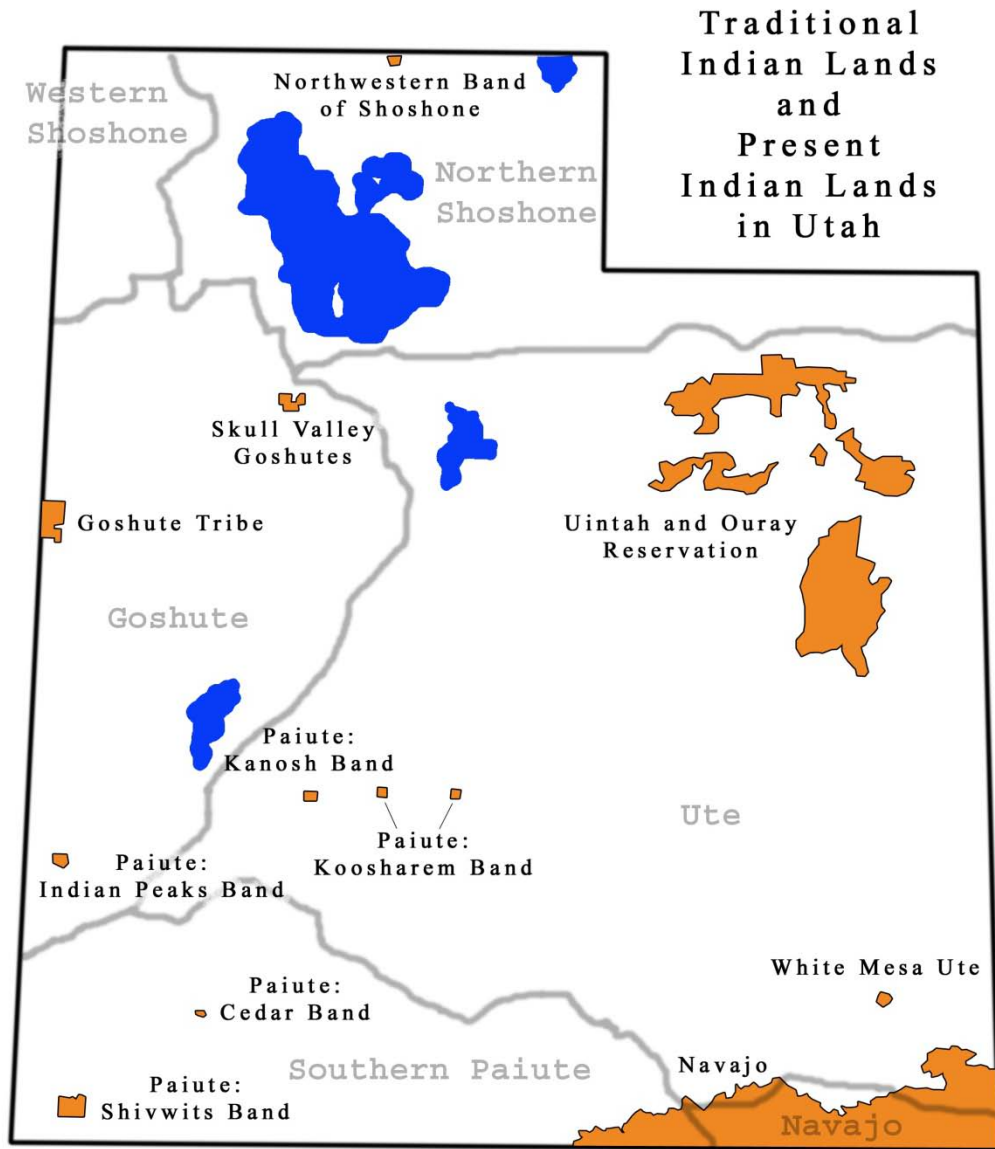 Traditional
Indian Lands
and
Present
Indian Lands
in Utah
Western
Shoshone
Northwestern Band
of Shoshone
Northern
Shoshone
Skull Valley
Goshutes
Goshute Tribe
Uintah and Ouray
Reservation
Goshute
Paiute:
Kanosh Band
Ute
Paiute:
Koosharem Band
Paiute:
Indian Peaks Band
White Mesa Ute
Paiute:
Cedar Band
Southern Paiute
Navajo
Paiute:
Shivwits Band
Navajo